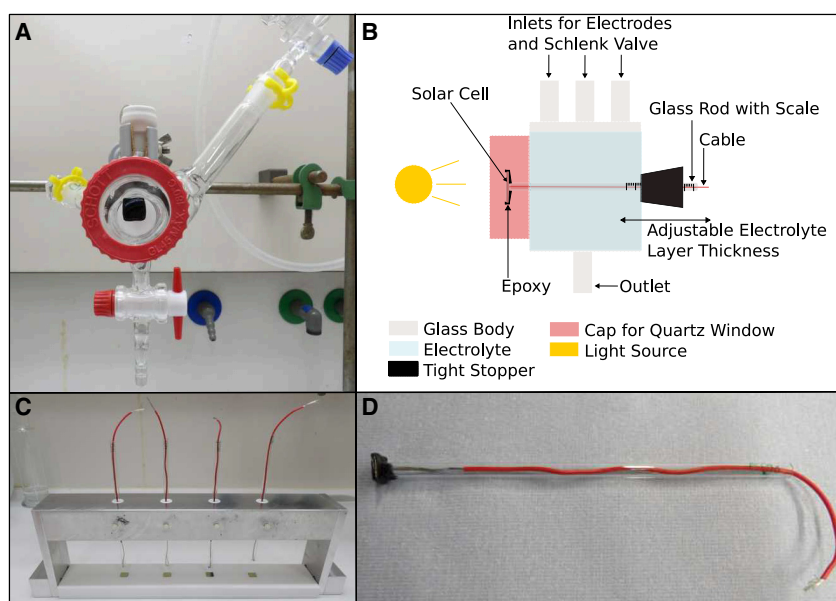 A
B
Inlets for Electrodes
and Schlenk Valve
Solar Cell
Glass Rod with Scale
Cable
Adjustable Electrolyte
Layer Thickness
Epoxy
Outlet
Glass Body
Cap for Quartz Window
Electrolyte
Light Source
Tight Stopper
C
D
SCHOTT
GERMANY